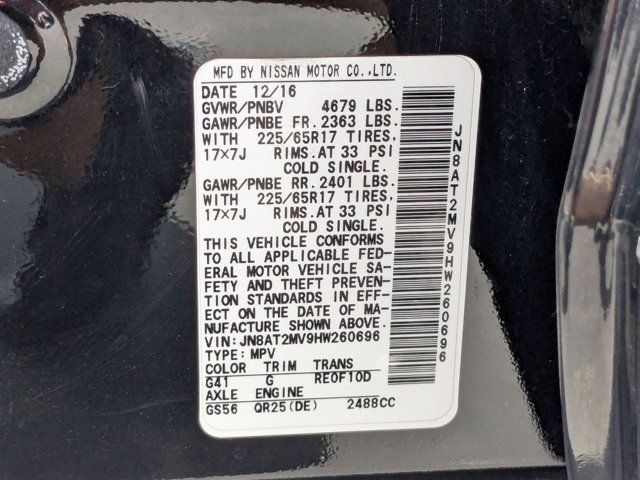 MFD BY NISSAN MOTOR CO.,LTD.
DATE 12/16
GVWR/PNBV 4679 LBS.
GAWR/PNBE FR. 2363 LBS.
WITH 225/65R17 TIRES,
17×7J RIMS.AT 33 PSI
COLD SINGLE.
GAWR/PNBE RR. 2401 LBS.
WITH 225/65R17 TIRES,
17×7J RIMS.AT 33 PSI
COLD SINGLE.
THIS VEHICLE CONFORMS
TO ALL APPLICABLE FED-
ERAL MOTOR VEHICLE SA-
FETY AND THEFT PREVEN-
TION STANDARDS IN EFF-
ECT ON THE DATE OF MA-
NUFACTURE SHOWN ABOVE.
VIN: JN8AT2MV9HW260696
TYPE: MPV
COLOR TRIM TRANS
G41 G RE0F10D
AXLE ENGINE
GS56 QR25(DE) 2488CC
JN8AT2MV9HW260696